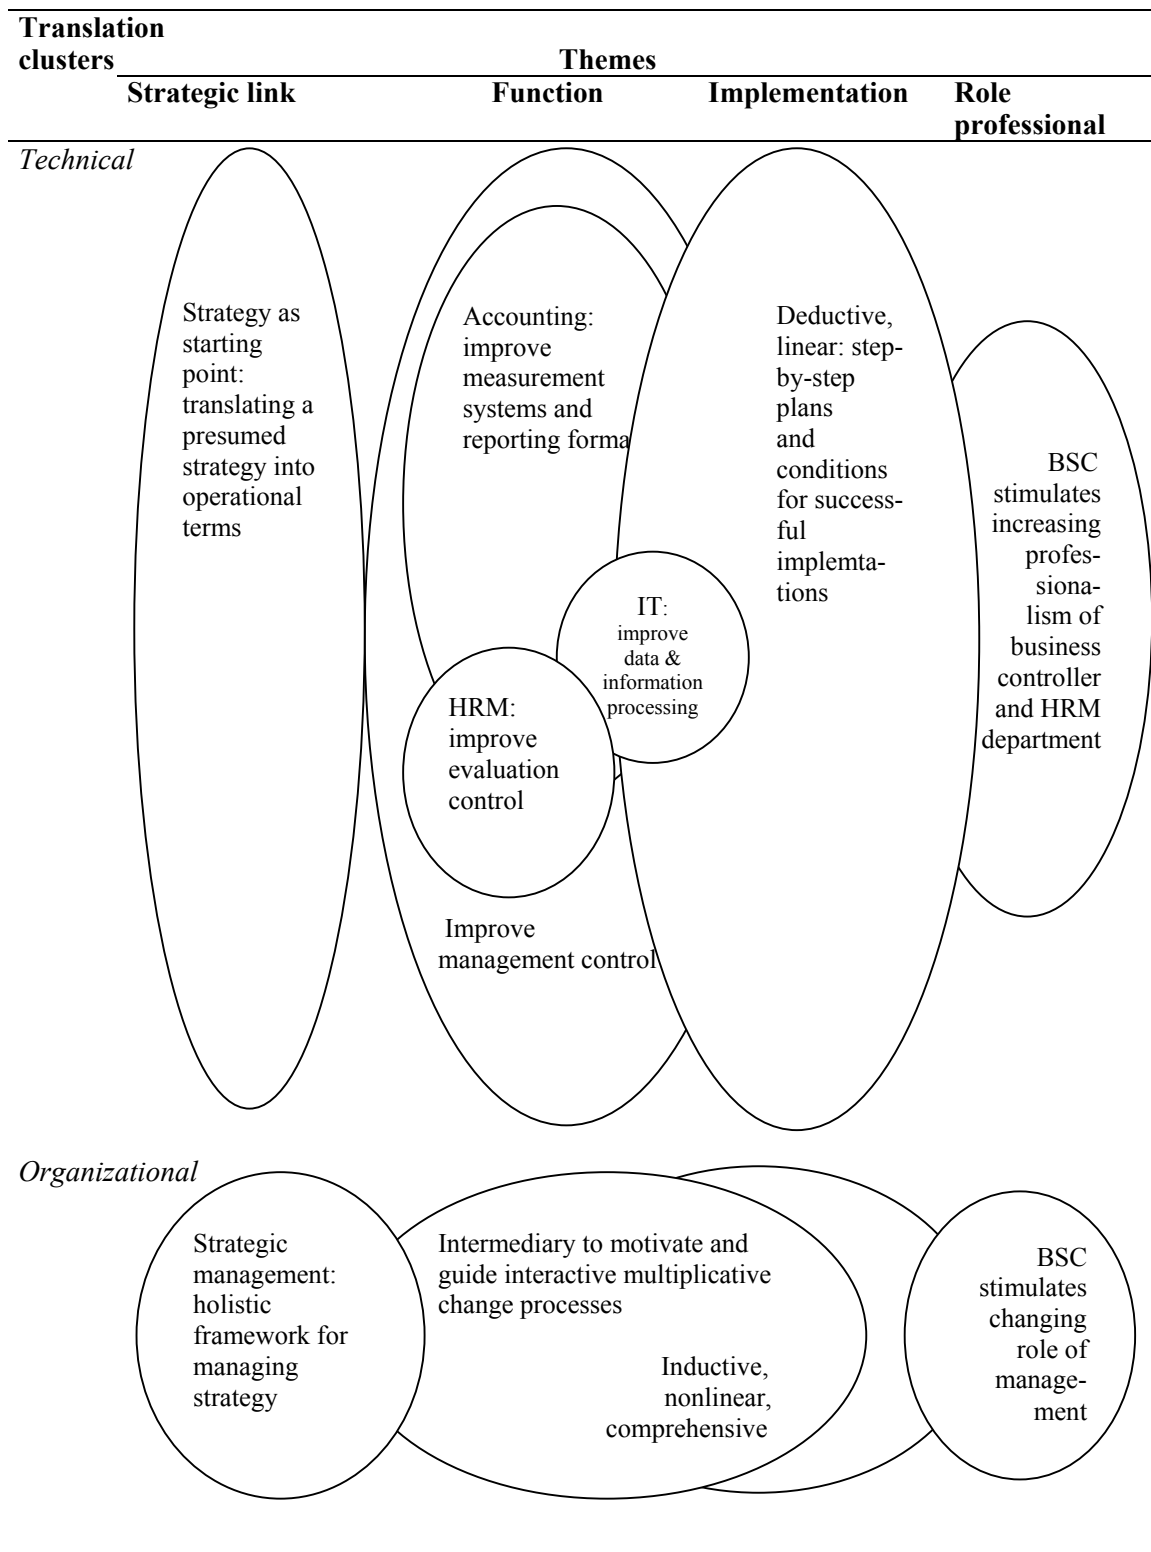 Translation
clusters
Themes
Strategic link
Function
Implementation
Role
professional
Technical
Strategy as
starting
point:
translating a
presumed
strategy into
operational
terms
Accounting:
improve
measurement
systems and
reporting forma
IT:
improve
data &
information
processing
HRM:
improve
evaluation
control
Improve
management control
Deductive,
linear: step-
by-step
plans
and
conditions
for success-
ful
implemta-
tions
BSC
stimulates
increasing
profes-
siona-
lism of
business
controller
and HRM
department
Organizational
Strategic
management:
holistic
framework for
managing
strategy
Intermediary to motivate and
guide interactive multiplicative
change processes
Inductive,
nonlinear,
comprehensive
BSC
stimulates
changing
role of
manage-
ment